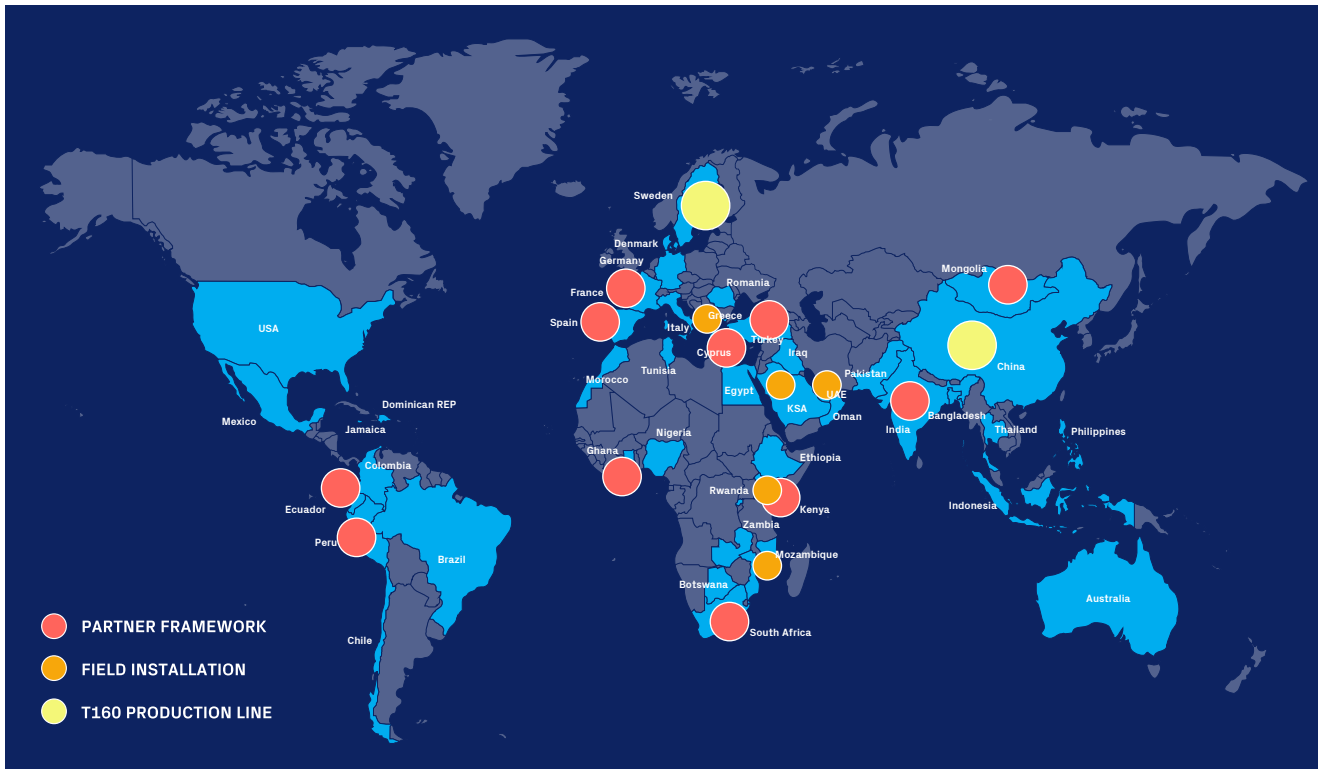 Sweden
Denmark
Germany
Mongolia
Romania
France
Greece
Spain
Italy
USA
Turkey
Cyprus
Iraq
China
Tunisia
Pakistan
Morocco
Egypt
UAE
Dominican REP
KSA
Oman
Bangladesh
Mexico
Jamaica
India
Thailand
Philippines
Nigeria
Ghana
Ethiopia
Colombia
Rwanda
Ecuador
Kenya
Indonesia
Zambia
Peru
Mozambique
Brazil
Botswana
Australia
PARTNER FRAMEWORK
South Africa
Chile
FIELD INSTALLATION
T160 PRODUCTION LINE